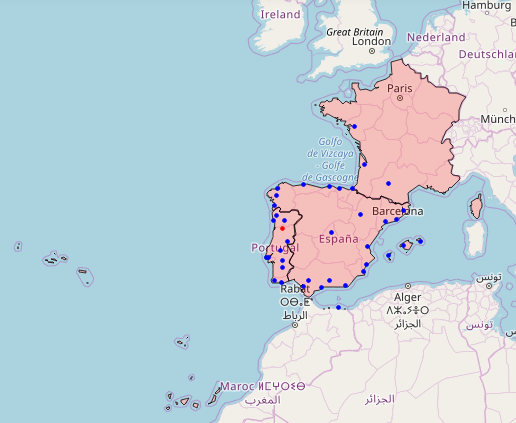 Hamburg
Ireland
Great Britain
London
Nederland
Deutschlan
Paris
Münch
Golfo
de Vizcaya
- Golfe
de Gascogne
Barcelona
España
Portugal
Rabat
ⵔⴱⴰⵟ
الرباط
Alger
ⴷⵣⴰⵢⵔ
الجزائر
تونس
تونس
Maroc ⵍⵎⵖⵔⵉⴱ
المغرب
الجزائر